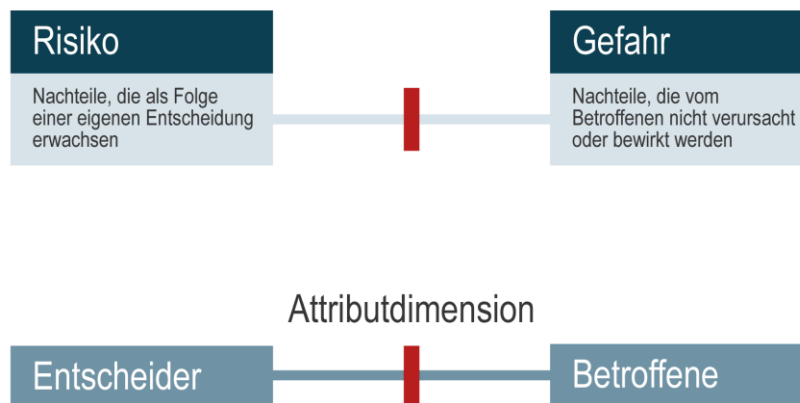 Risiko
Nachteile, die als Folge
einer eigenen Entscheidung
erwachsen
Gefahr
Nachteile, die vom
Betroffenen nicht verursacht
oder bewirkt werden
Attributdimension
Entscheider
Betroffene